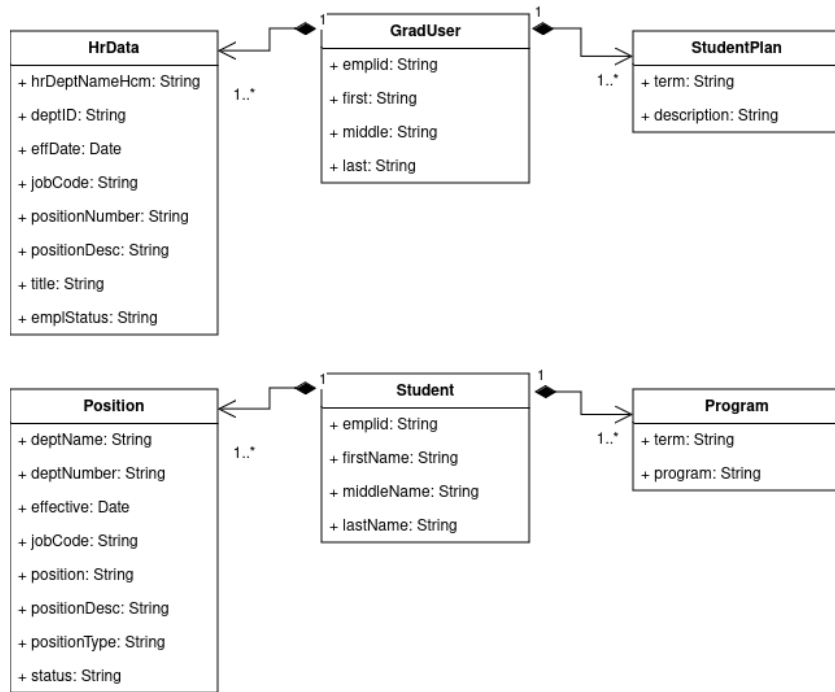 HrData
+ hrDeptNameHcm: String
+ deptID: String
+ effDate: Date
+ jobCode: String
+ positionNumber: String
+ positionDesc: String
+ title: String
+ emplStatus: String
1..*
1
GradUser
+ emplid: String
+ first: String
+ middle: String
+ last: String
1
1..*
StudentPlan
+ term: String
+ description: String
Position
+ deptName: String
+ deptNumber: String
+ effective: Date
+ jobCode: String
+ position: String
+ positionDesc: String
+ positionType: String
+ status: String
1..*
1
Student
+ emplid: String
+ firstName: String
+ middleName: String
+ lastName: String
1
1..*
Program
+ term: String
+ program: String